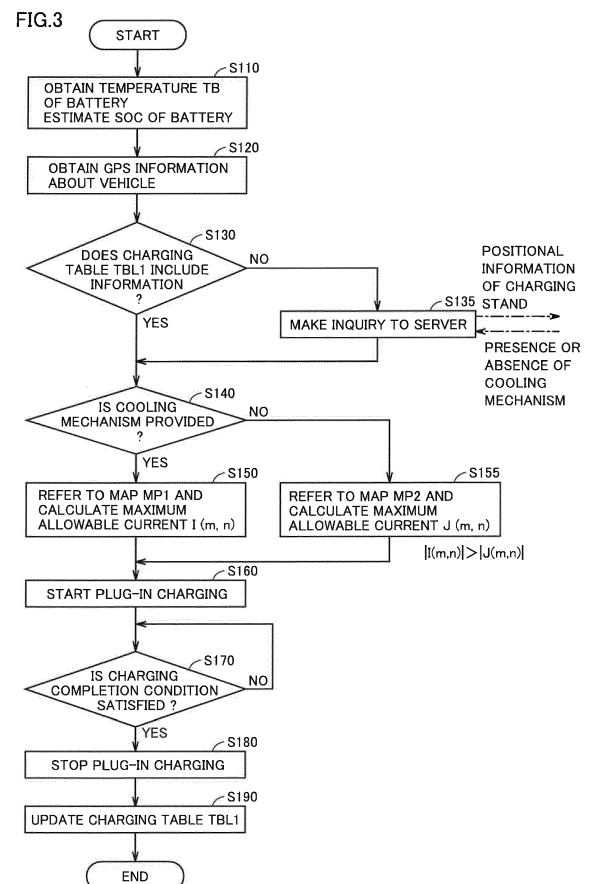 FIG.3
START
S110
OBTAIN TEMPERATURE TB
OF BATTERY
ESTIMATE SOC OF BATTERY
S120
OBTAIN GPS INFORMATION
ABOUT VEHICLE
S130
DOES CHARGING
TABLE TBL1 INCLUDE
INFORMATION
?
NO
YES
S135
MAKE INQUIRY TO SERVER
POSITIONAL
INFORMATION
OF CHARGING
STAND
PRESENCE OR
ABSENCE OF
COOLING
MECHANISM
S140
IS COOLING
MECHANISM PROVIDED
?
NO
YES
S150
REFER TO MAP MP1 AND
CALCULATE MAXIMUM
ALLOWABLE CURRENT I (m, n)
S155
REFER TO MAP MP2 AND
CALCULATE MAXIMUM
ALLOWABLE CURRENT J (m, n)
|I(m,n)|>|J(m,n)|
S160
START PLUG-IN CHARGING
S170
IS CHARGING
COMPLETION CONDITION
SATISFIED ?
NO
YES
S180
STOP PLUG-IN CHARGING
S190
UPDATE CHARGING TABLE TBL1
END